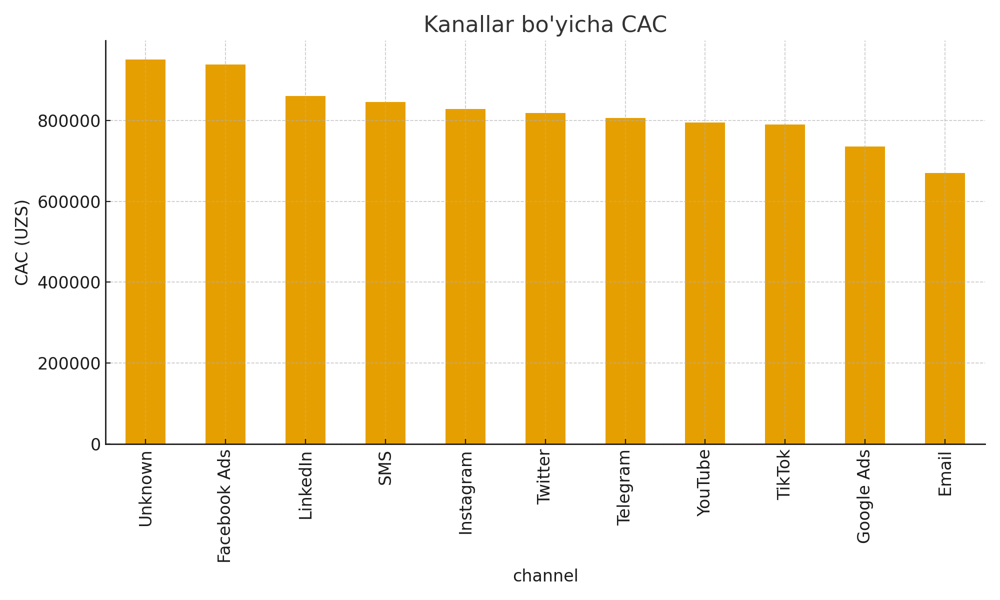 Kanallar bo'yicha CAC
CAC (UZS)
800000
600000
400000
200000
0
Unknown
Facebook Ads
LinkedIn
SMS
Instagram
Twitter
Telegram
YouTube
TikTok
Google Ads
Email
channel